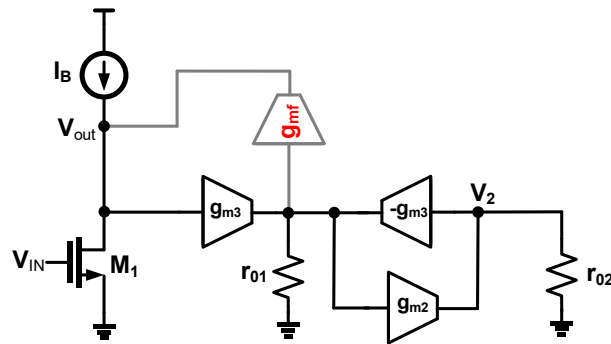 I_B
V_out
g_mf
g_m3
-g_m3
V_2
V_IN
M_1
r_01
g_m2
r_02